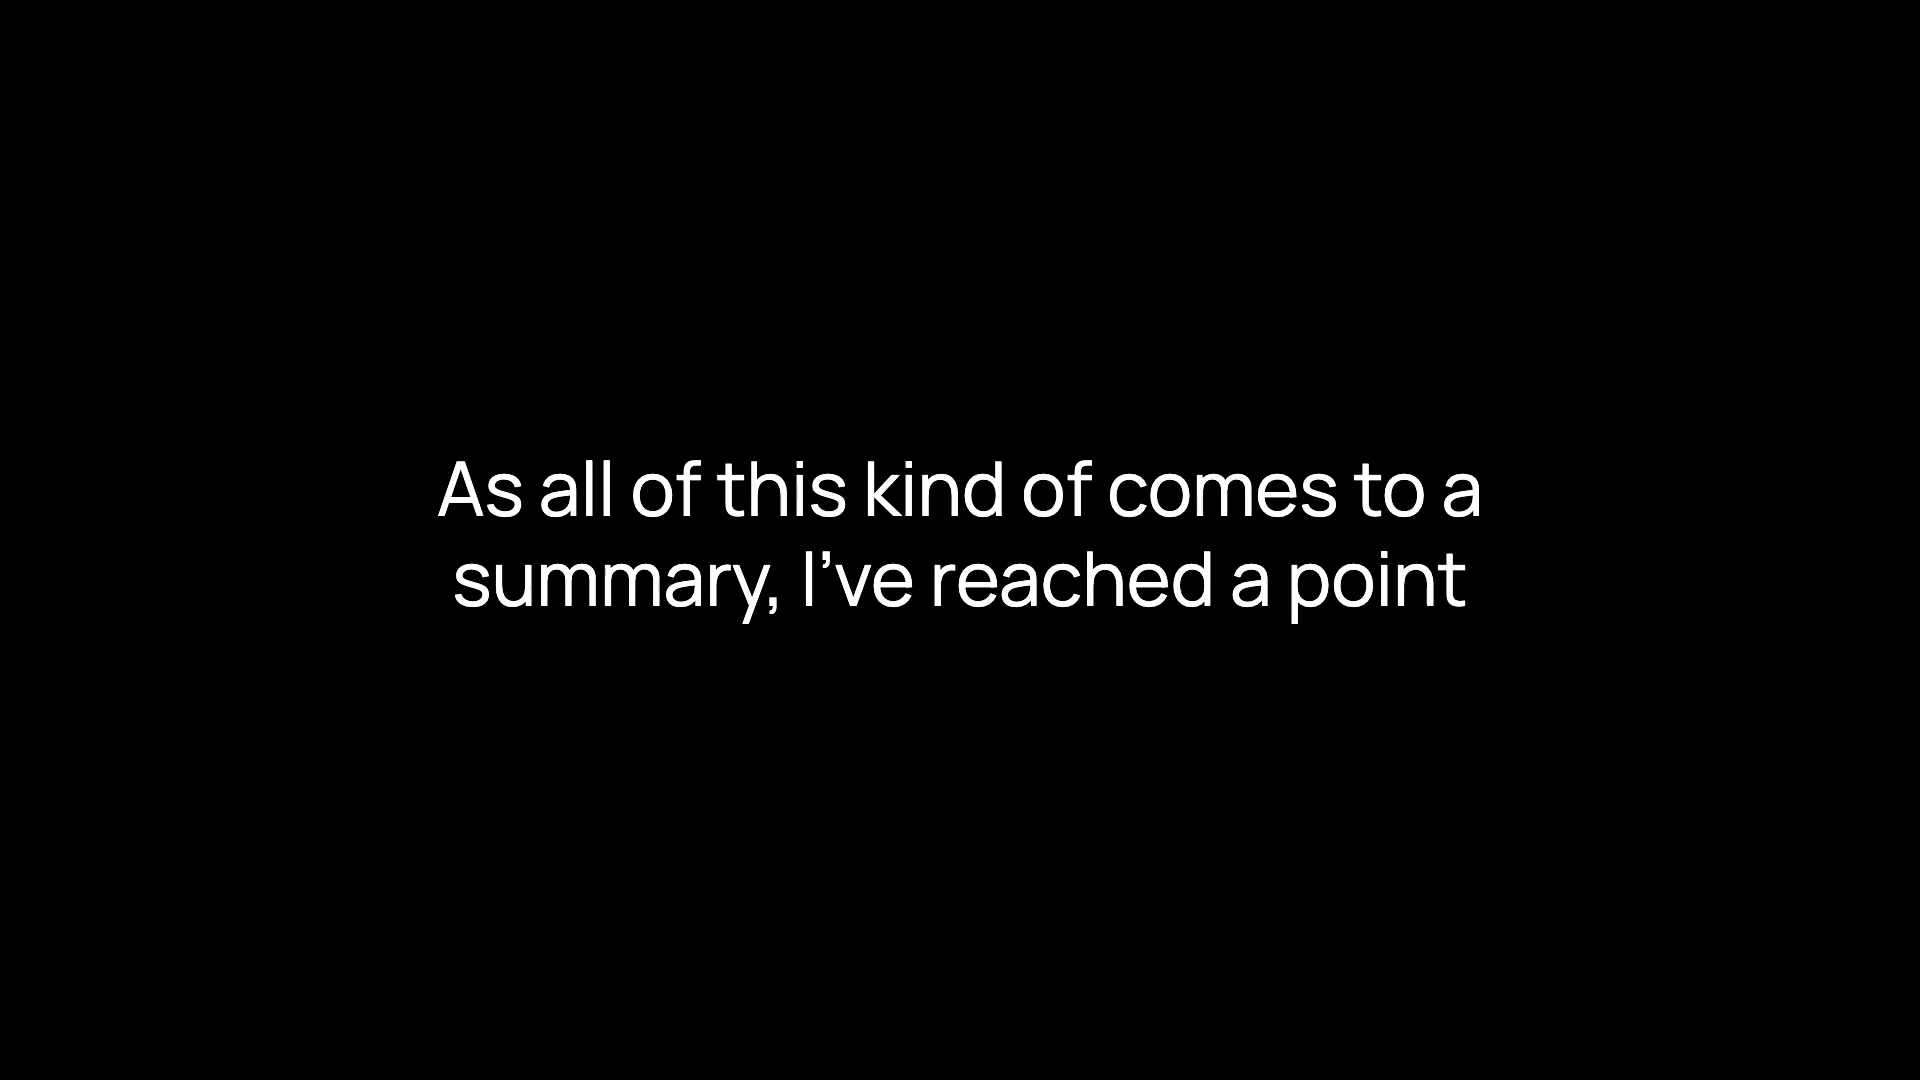 As all of this kind of comes to a
summary, I’ve reached a point